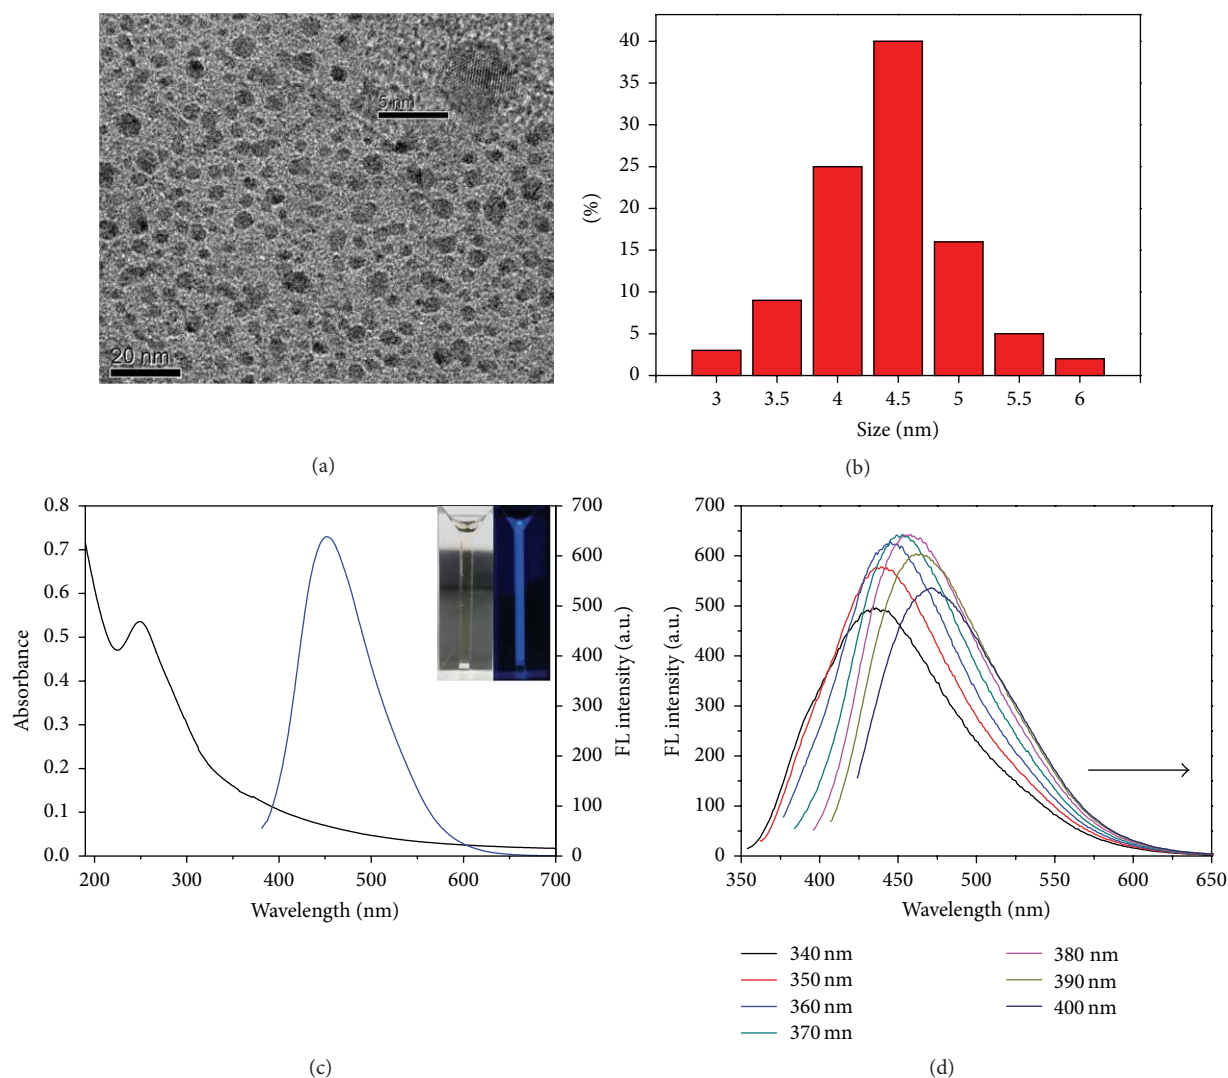 5 nm
20 nm
(a)
40
35
30
25
20
15
10
5
0
(%)
3 3.5 4 4.5 5 5.5 6
Size (nm)
(b)
0.8
0.7
0.6
0.5
0.4
0.3
0.2
0.1
0.0
Absorbance
200 300 400 500 600 700
Wavelength (nm)
700
600
500
400
300
200
100
0
FL intensity (a.u.)
(c)
700
600
500
400
300
200
100
0
FL intensity (a.u.)
350 400 450 500 550 600 650
Wavelength (nm)
340 nm
350 nm
360 nm
370 mn
380 nm
390 nm
400 nm
(d)